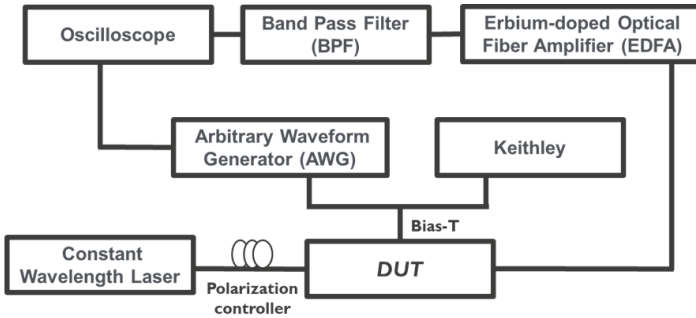 Oscilloscope
Band Pass Filter
(BPF)
Erbium-doped Optical
Fiber Amplifier (EDFA)
Arbitrary Waveform
Generator (AWG)
Keithley
Bias-T
Constant
Wavelength Laser
Polarization
controller
DUT